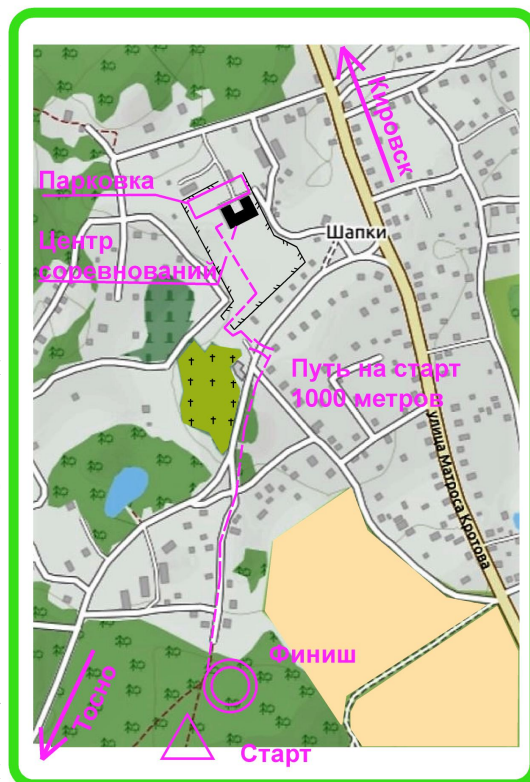 Кировск
Парковка
Центр
соревнований
Шапки
Путь на старт
1000 метров
улица Матроса Кротова
Финиш
Тосно
Старт